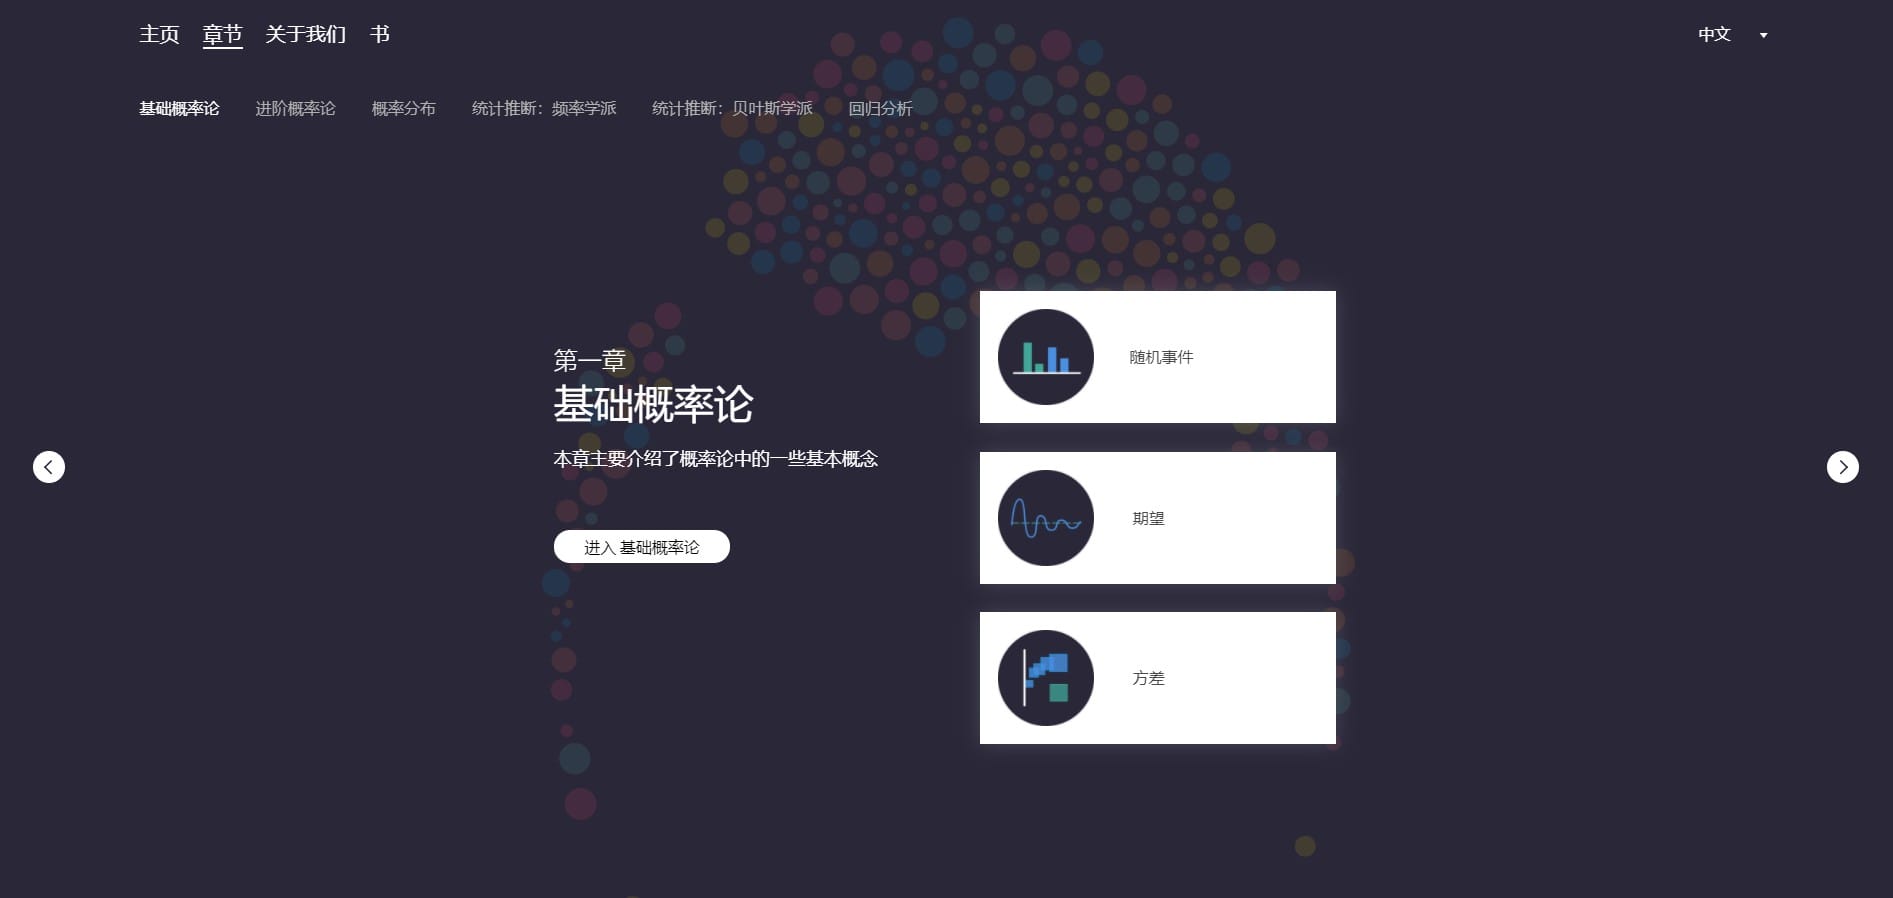 主页 章节 关于我们 书 中文
基础概率论 进阶概率论 概率分布 统计推断：频率学派 统计推断：贝叶斯学派 回归分析
第一章
基础概率论
本章主要介绍了概率论中的一些基本概念
进入 基础概率论
随机事件
期望
方差